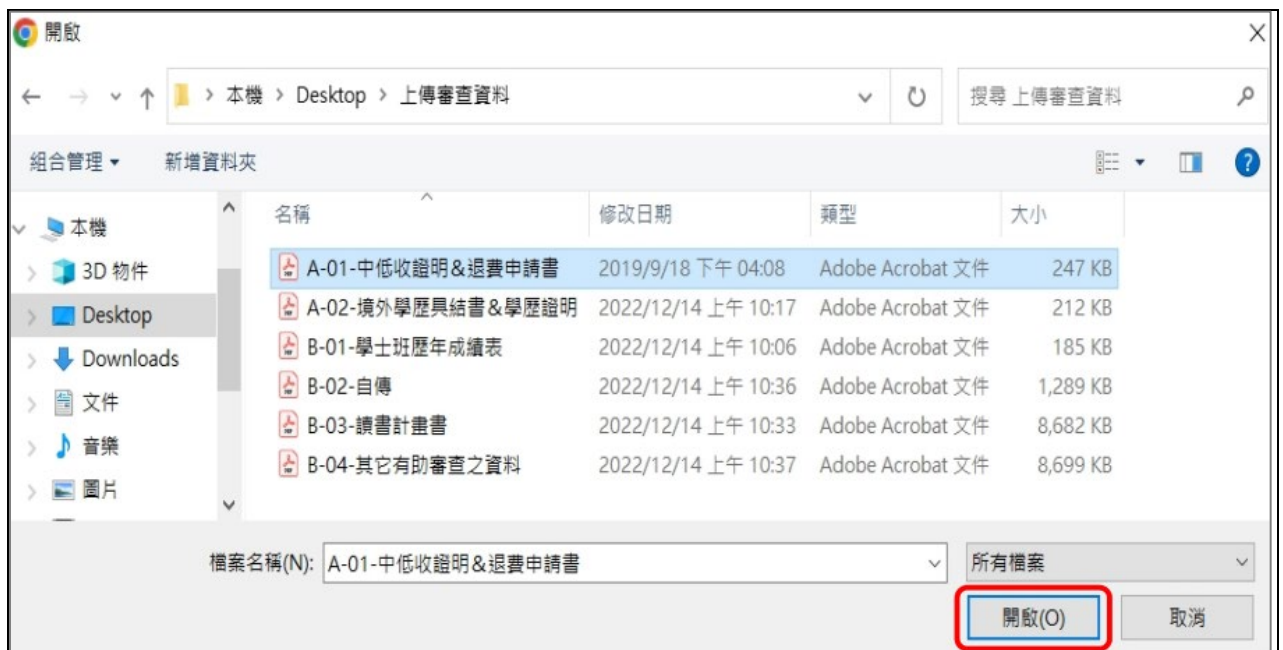 開啟
本機 > Desktop > 上傳審查資料
搜尋 上傳審查資料
組合管理 新增資料夾
名稱 修改日期 類型 大小
本機
3D 物件
Desktop
Downloads
文件
音樂
圖片
A-01-中低收證明&退費申請書 2019/9/18 下午 04:08 Adobe Acrobat 文件 247 KB
A-02-境外學歷具結書&學歷證明 2022/12/14 上午 10:17 Adobe Acrobat 文件 212 KB
B-01-學士班歷年成績表 2022/12/14 上午 10:06 Adobe Acrobat 文件 185 KB
B-02-自傳 2022/12/14 上午 10:36 Adobe Acrobat 文件 1,289 KB
B-03-讀書計畫書 2022/12/14 上午 10:33 Adobe Acrobat 文件 8,682 KB
B-04-其它有助審查之資料 2022/12/14 上午 10:37 Adobe Acrobat 文件 8,699 KB
檔案名稱(N): A-01-中低收證明&退費申請書 所有檔案
開啟(O) 取消